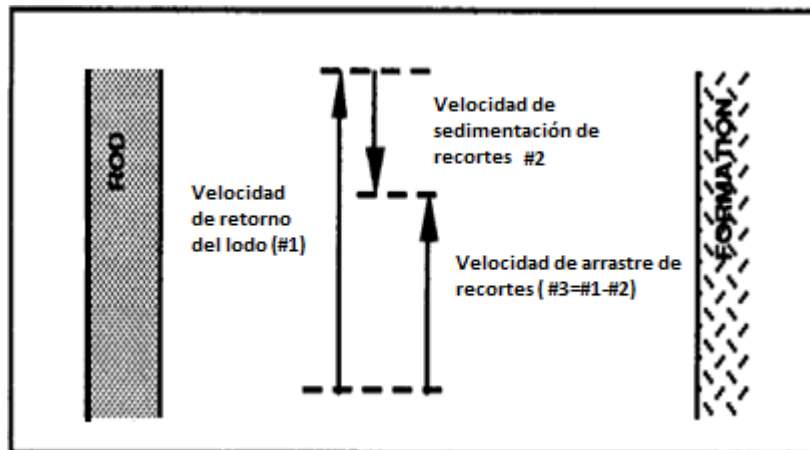 ROD
Velocidad
de retorno
del lodo (#1)
Velocidad de
sedimentación de
recortes #2
Velocidad de arrastre de
recortes ( #3=#1-#2)
FORMATION